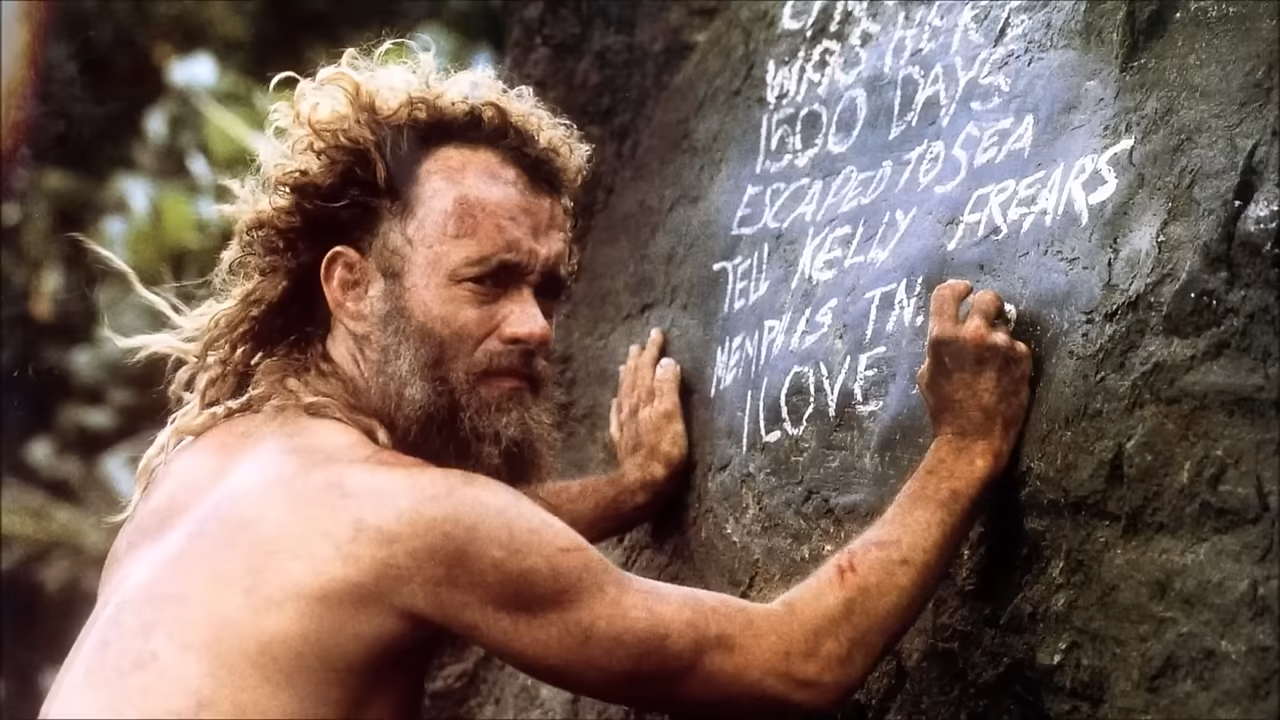 WAS HERE
1500 DAYS
ESCAPED TO SEA
TELL KELLY FREARS
MEMPHIS TN.
I LOVE